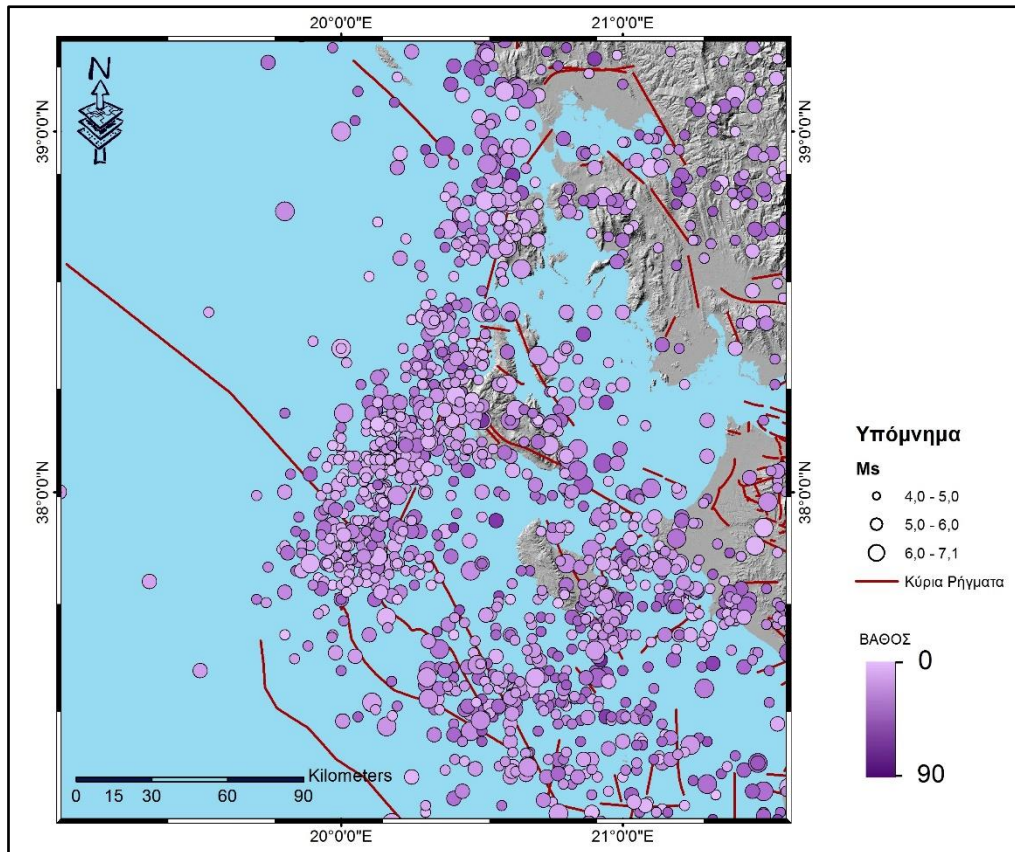 20°0'0"E
21°0'0"E
N
39°0'0"N
39°0'0"N
38°0'0"N
38°0'0"N
Υπόμνημα
Ms
4,0 - 5,0
5,0 - 6,0
6,0 - 7,1
Κύρια Ρήγματα
ΒΑΘΟΣ
0
90
Kilometers
0 15 30 60 90
20°0'0"E
21°0'0"E